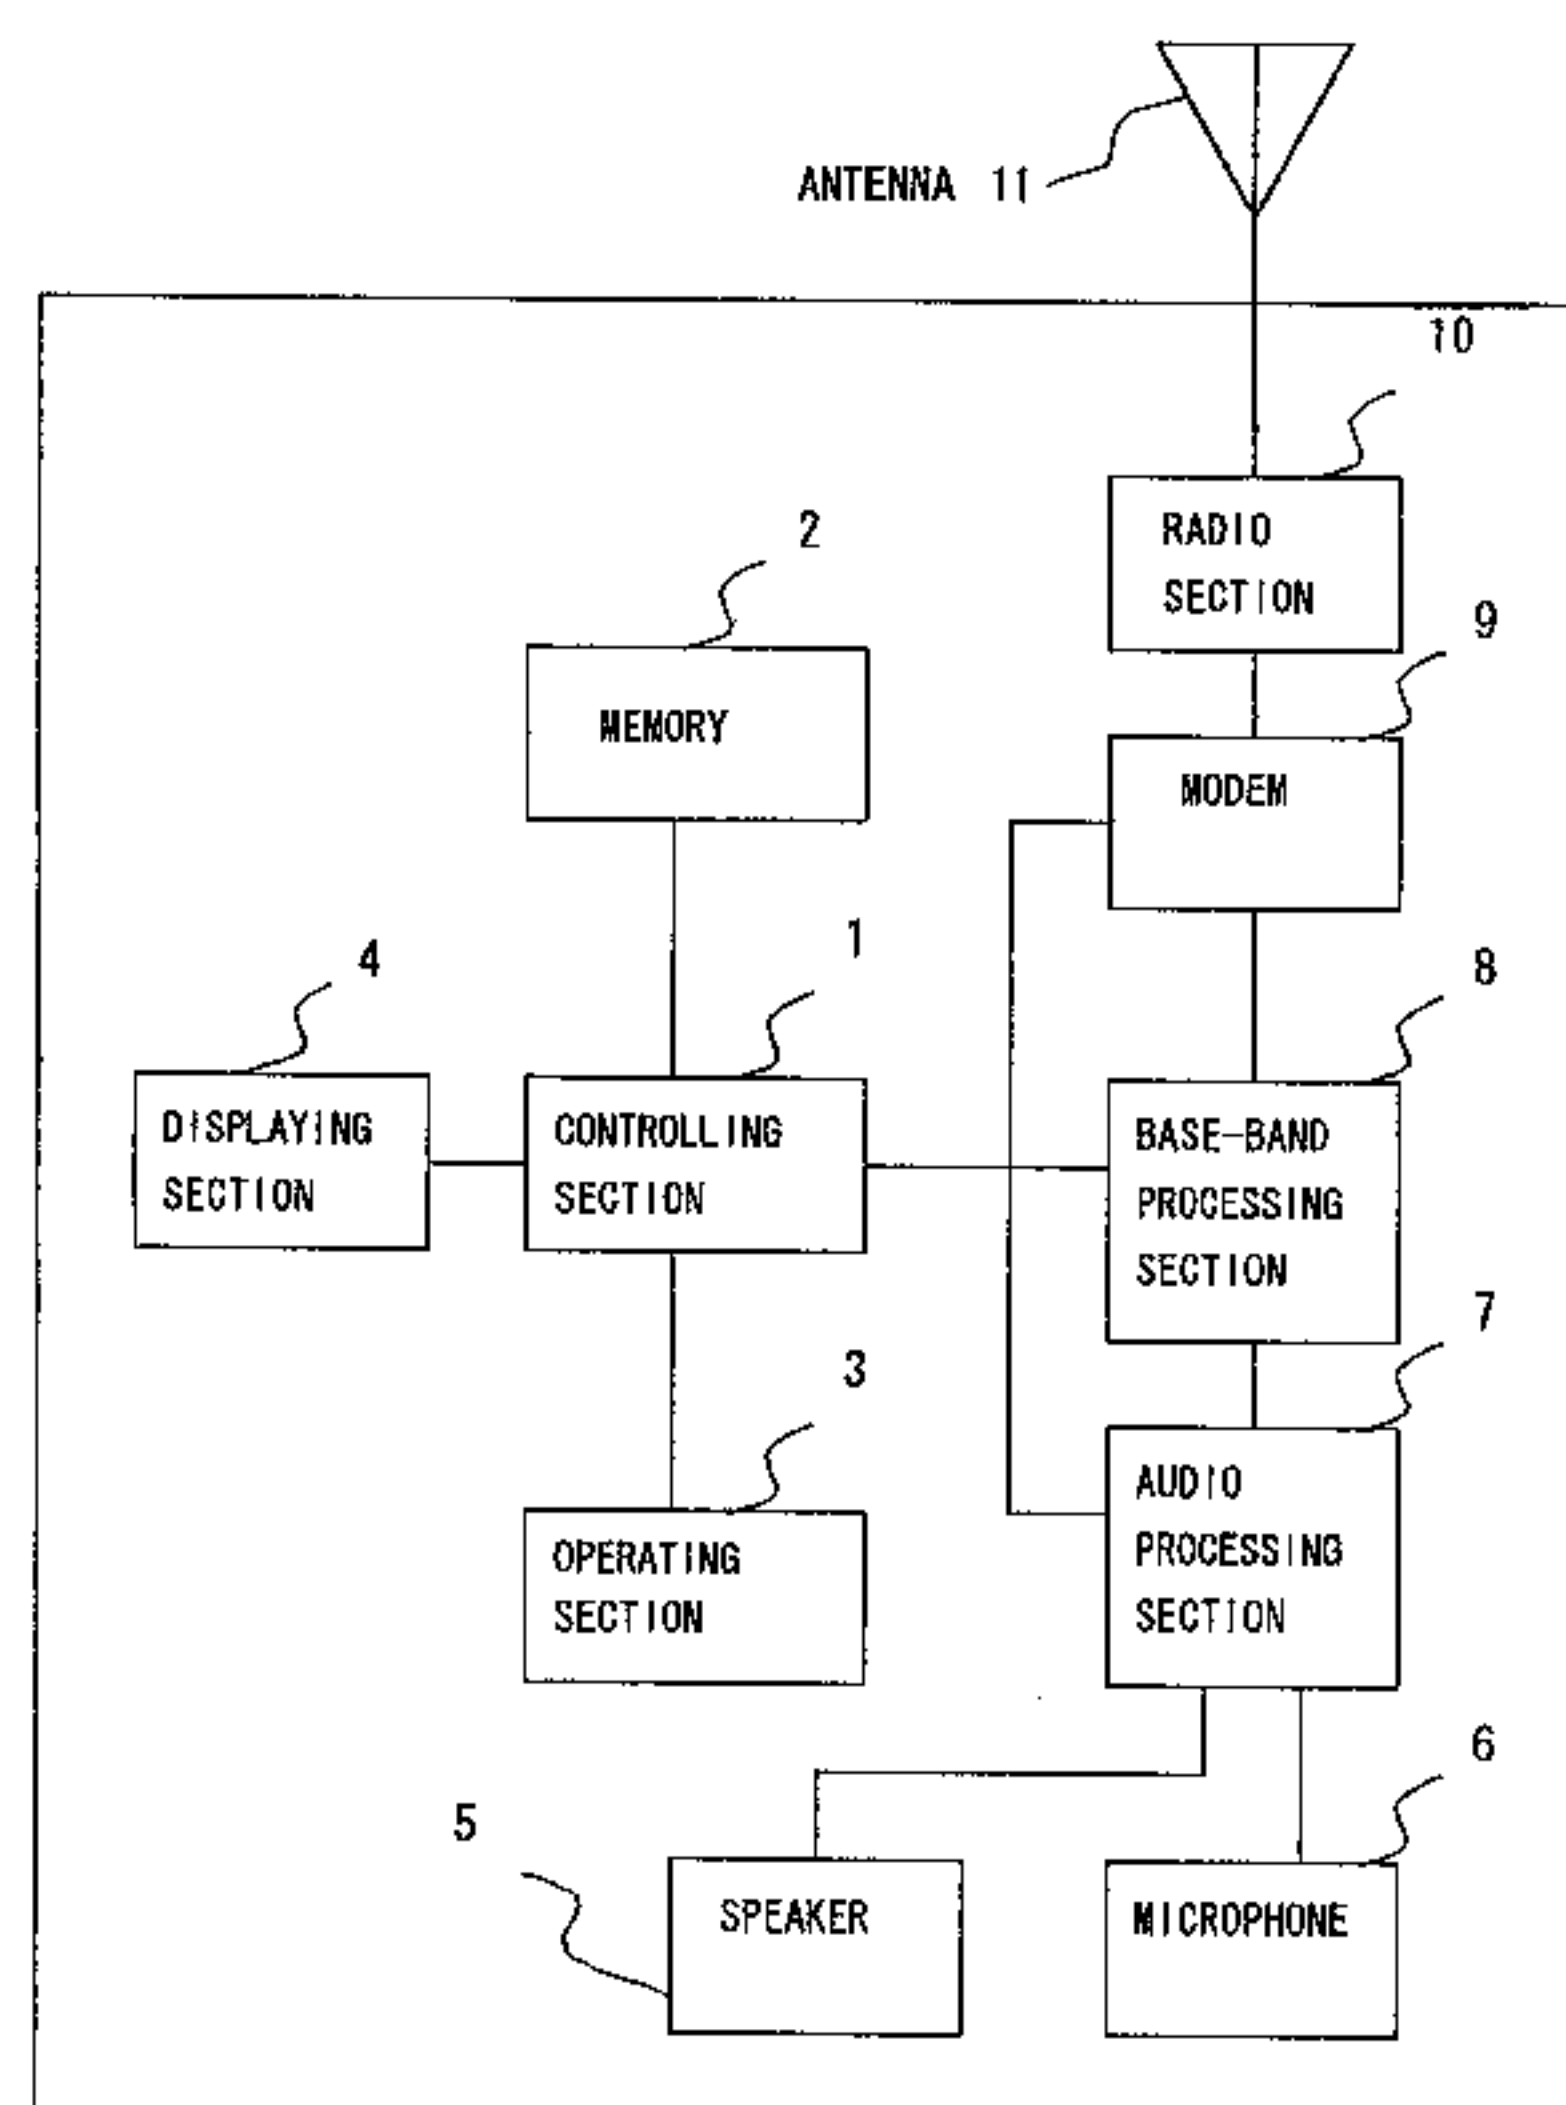 ANTENNA 11
10
RADIO
SECTION
2
9
MEMORY
MODEM
4
1
8
DISPLAYING
SECTION
CONTROLLING
SECTION
BASE-BAND
PROCESSING
SECTION
7
3
AUDIO
PROCESSING
SECTION
OPERATING
SECTION
6
5
SPEAKER
MICROPHONE